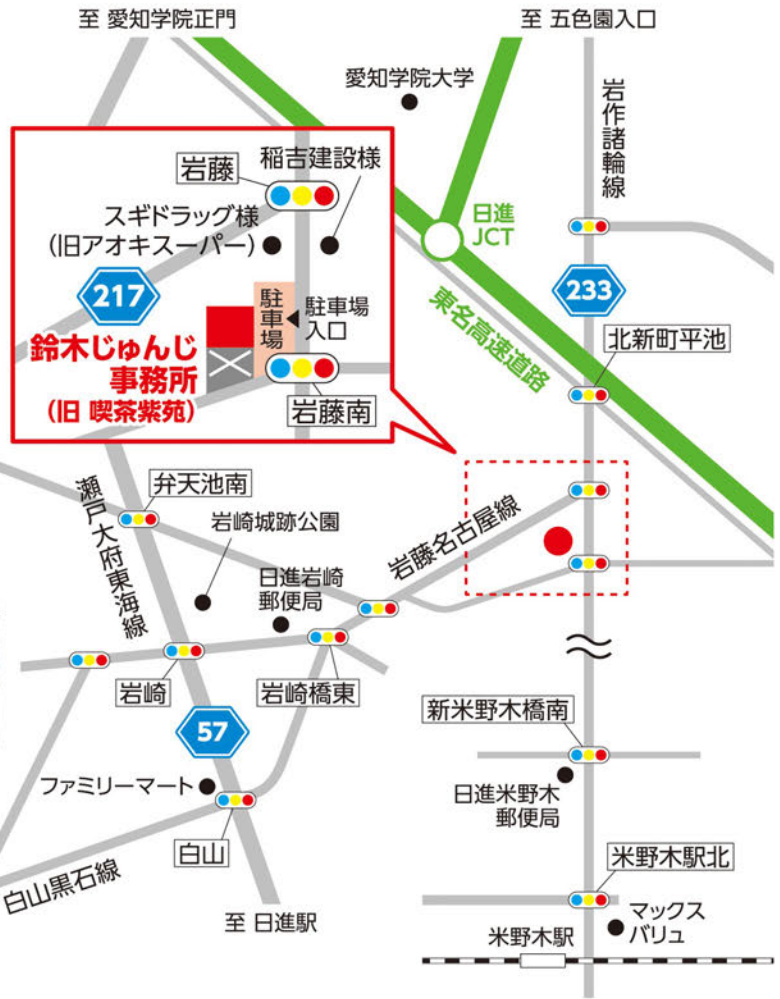 至 愛知学院正門
至 五色園入口
愛知学院大学
岩作諸輪線
岩藤
稲吉建設様
スギドラッグ様
(旧アオキスーパー)
217
駐車場
駐車場
入口
鈴木じゅんじ
事務所
(旧 喫茶紫苑)
岩藤南
日進
JCT
233
東名高速道路
北新町平池
瀬戸大府東海線
弁天池南
岩崎城跡公園
岩藤名古屋線
日進岩崎
郵便局
岩崎
岩崎橋東
57
新米野木橋南
ファミリーマート
日進米野木
郵便局
白山
米野木駅北
白山黒石線
マックス
バリュ
至 日進駅
米野木駅